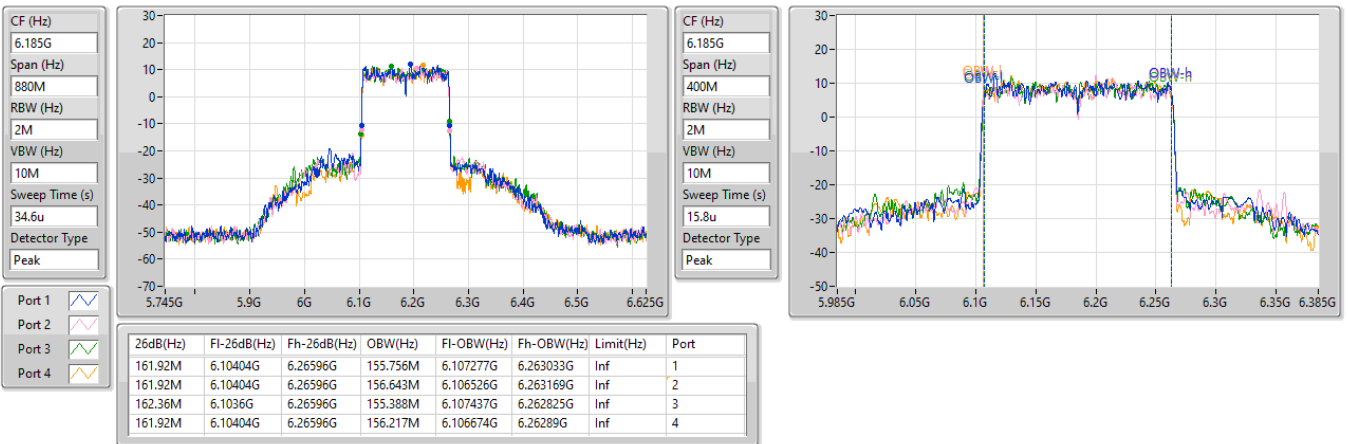 CF (Hz)
6.185G
Span (Hz)
880M
RBW (Hz)
2M
VBW (Hz)
10M
Sweep Time (s)
34.6u
Detector Type
Peak
30
20
10
0
-10
-20
-30
-40
-50
-60
-70
5.745G 5.9G 6G 6.1G 6.2G 6.3G 6.4G 6.5G 6.625G
CF (Hz)
6.185G
Span (Hz)
400M
RBW (Hz)
2M
VBW (Hz)
10M
Sweep Time (s)
15.8u
Detector Type
Peak
30
20
10
0
-10
-20
-30
-40
-50
OBW-l OBW-h
5.985G 6.05G 6.1G 6.15G 6.2G 6.25G 6.3G 6.35G 6.385G
Port 1
Port 2
Port 3
Port 4
26dB(Hz) Fl-26dB(Hz) Fh-26dB(Hz) OBW(Hz) Fl-OBW(Hz) Fh-OBW(Hz) Limit(Hz) Port
161.92M 6.10404G 6.26596G 155.756M 6.107277G 6.263033G Inf 1
161.92M 6.10404G 6.26596G 156.643M 6.106526G 6.263169G Inf 2
162.36M 6.1036G 6.26596G 155.388M 6.107437G 6.262825G Inf 3
161.92M 6.10404G 6.26596G 156.217M 6.106674G 6.26289G Inf 4